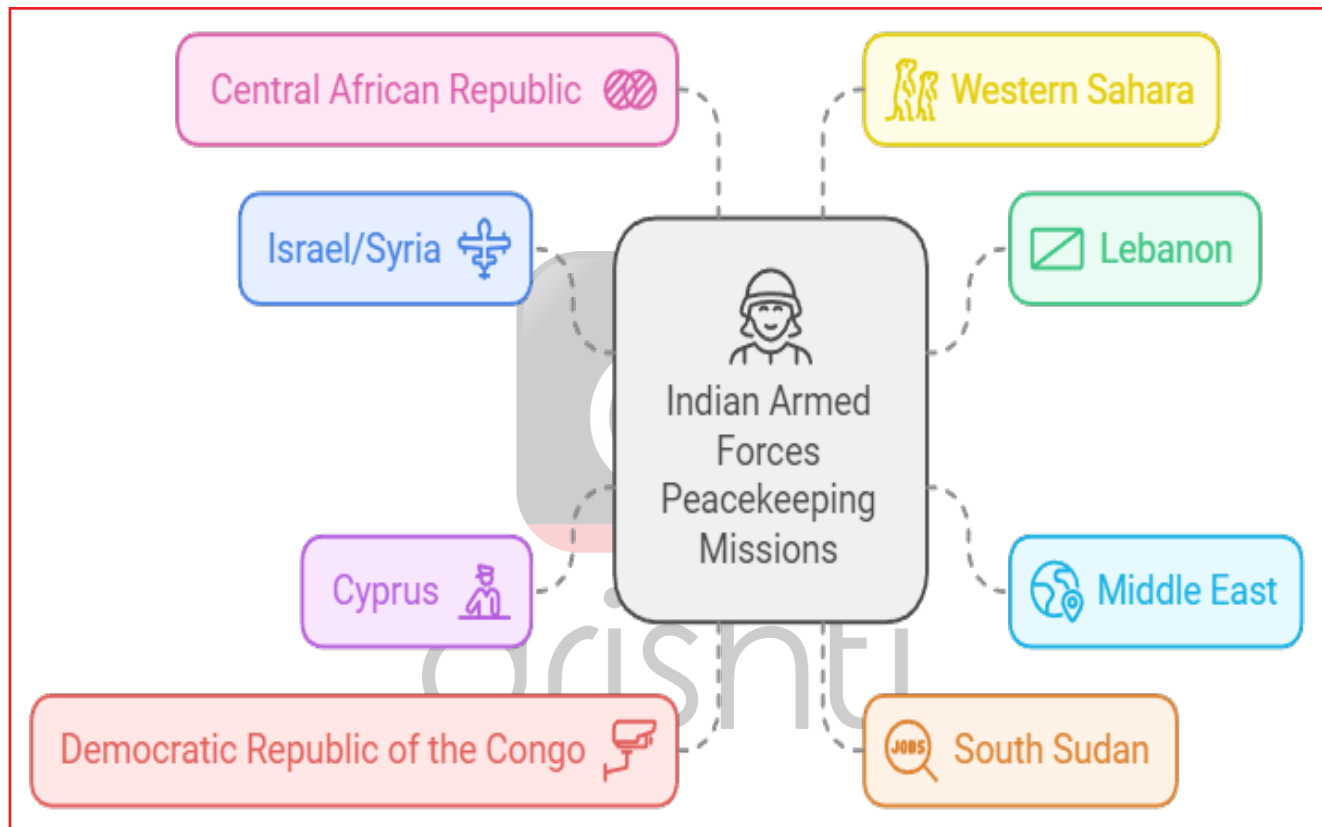 Central African Republic
Western Sahara
Israel/Syria
Lebanon
Indian Armed
Forces
Peacekeeping
Missions
Cyprus
Middle East
drishti
Democratic Republic of the Congo
JOBS
South Sudan